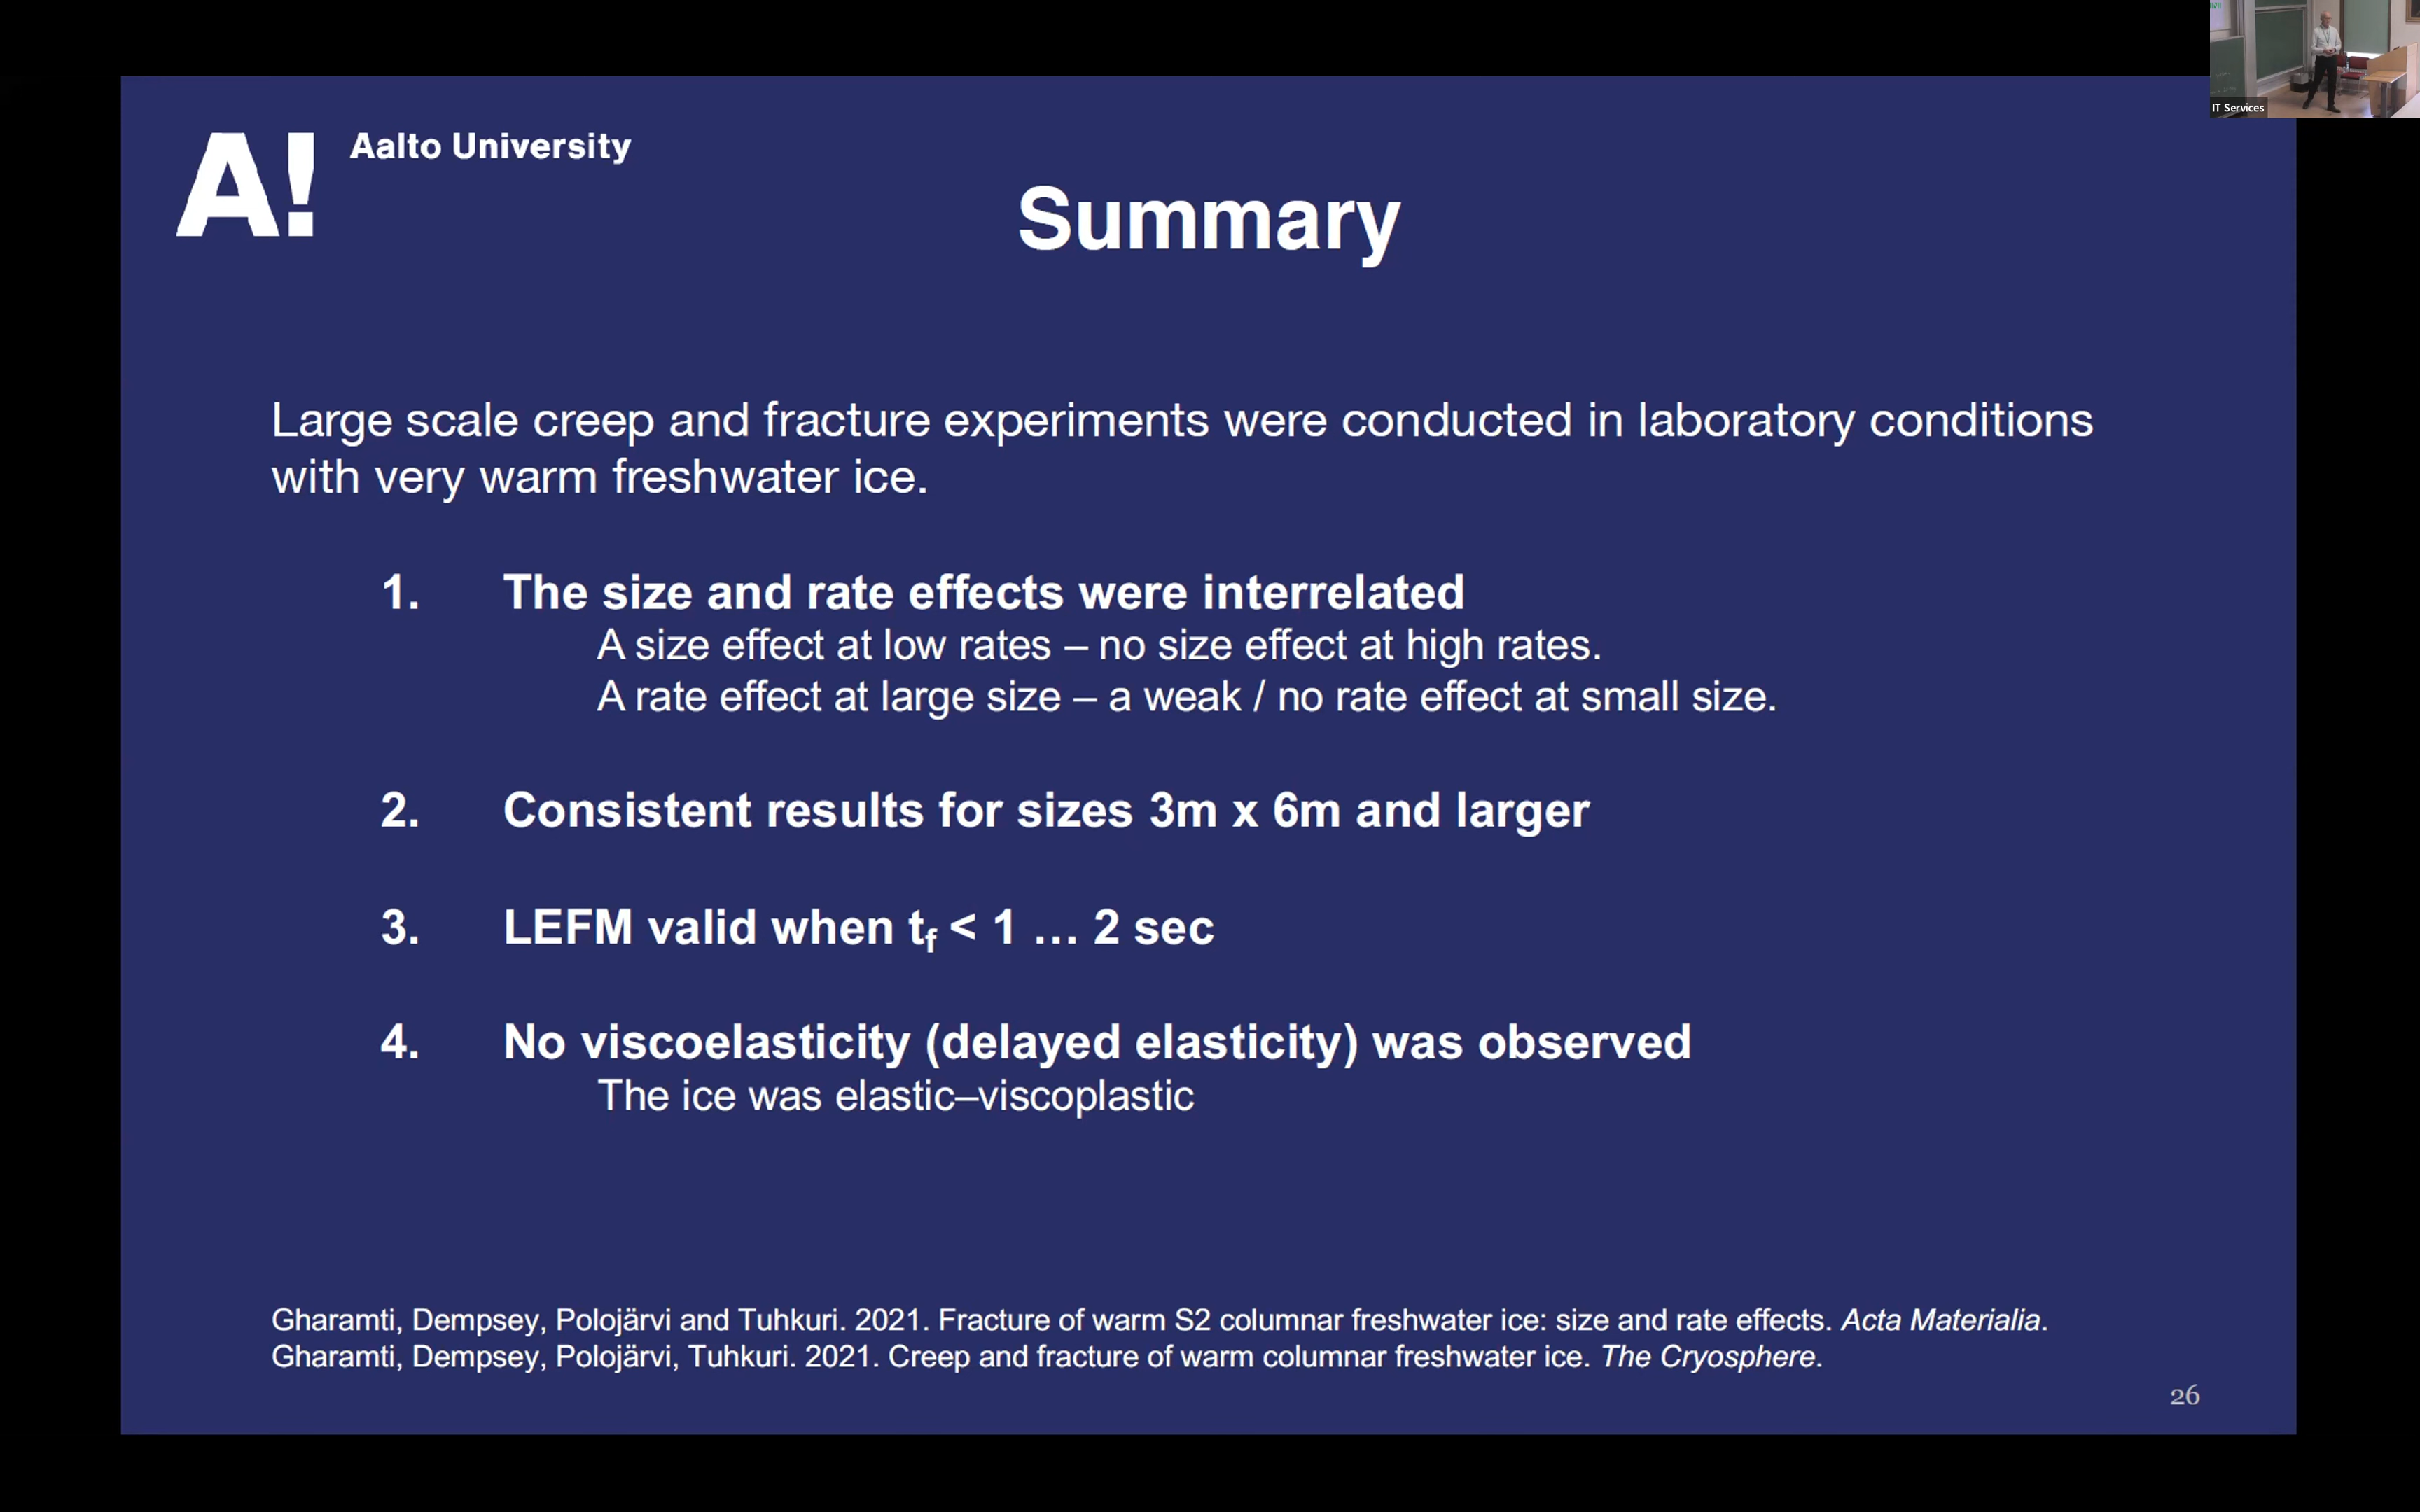 IT Services
A!
Aalto University
Summary
Large scale creep and fracture experiments were conducted in laboratory conditions
with very warm freshwater ice.
1. The size and rate effects were interrelated
A size effect at low rates – no size effect at high rates.
A rate effect at large size – a weak / no rate effect at small size.
2. Consistent results for sizes 3m x 6m and larger
3. LEFM valid when tf < 1 … 2 sec
4. No viscoelasticity (delayed elasticity) was observed
The ice was elastic–viscoplastic
Gharamti, Dempsey, Polojärvi and Tuhkuri. 2021. Fracture of warm S2 columnar freshwater ice: size and rate effects. Acta Materialia.
Gharamti, Dempsey, Polojärvi, Tuhkuri. 2021. Creep and fracture of warm columnar freshwater ice. The Cryosphere.
26